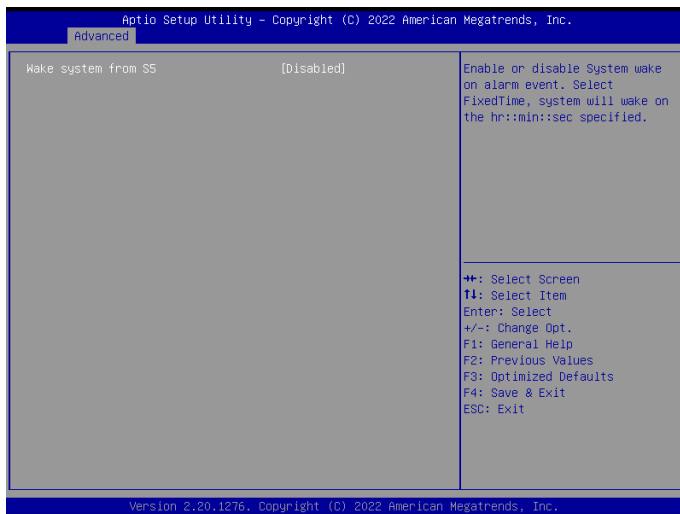 Aptio Setup Utility – Copyright (C) 2022 American Megatrends, Inc.
Advanced
Wake system from S5 [Disabled]
Enable or disable System wake
on alarm event. Select
FixedTime, system will wake on
the hr::min::sec specified.
→←: Select Screen
↑↓: Select Item
Enter: Select
+/-: Change Opt.
F1: General Help
F2: Previous Values
F3: Optimized Defaults
F4: Save & Exit
ESC: Exit
Version 2.20.1276. Copyright (C) 2022 American Megatrends, Inc.